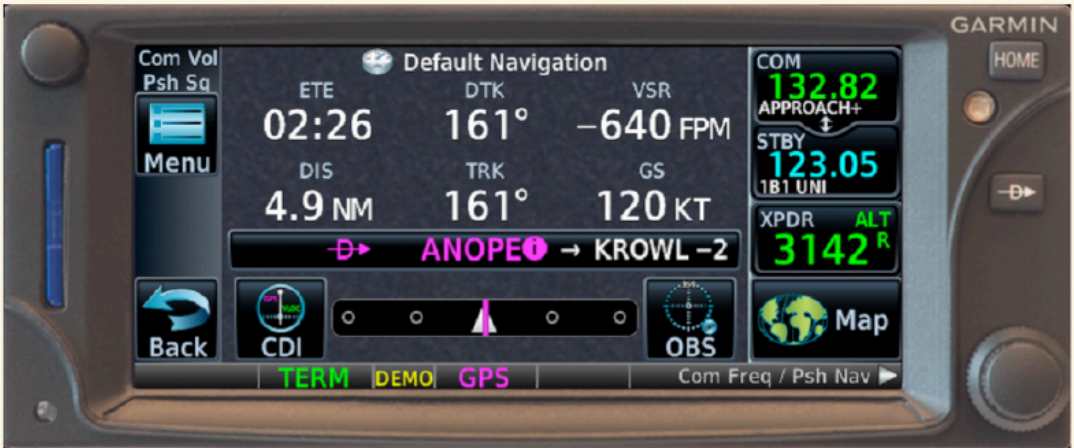 GARMIN
HOME
Com Vol
Psh Sq
Menu
Back
Default Navigation
ETE DTK VSR
02:26 161° −640 FPM
DIS TRK GS
4.9 NM 161° 120 KT
D ANOPE i → KROWL −2
GPS VLOC
CDI
OBS
TERM DEMO GPS Com Freq / Psh Nav
COM
132.82
APPROACH+
STBY
123.05
1B1 UNI
XPDR ALT
3142 R
Map
D